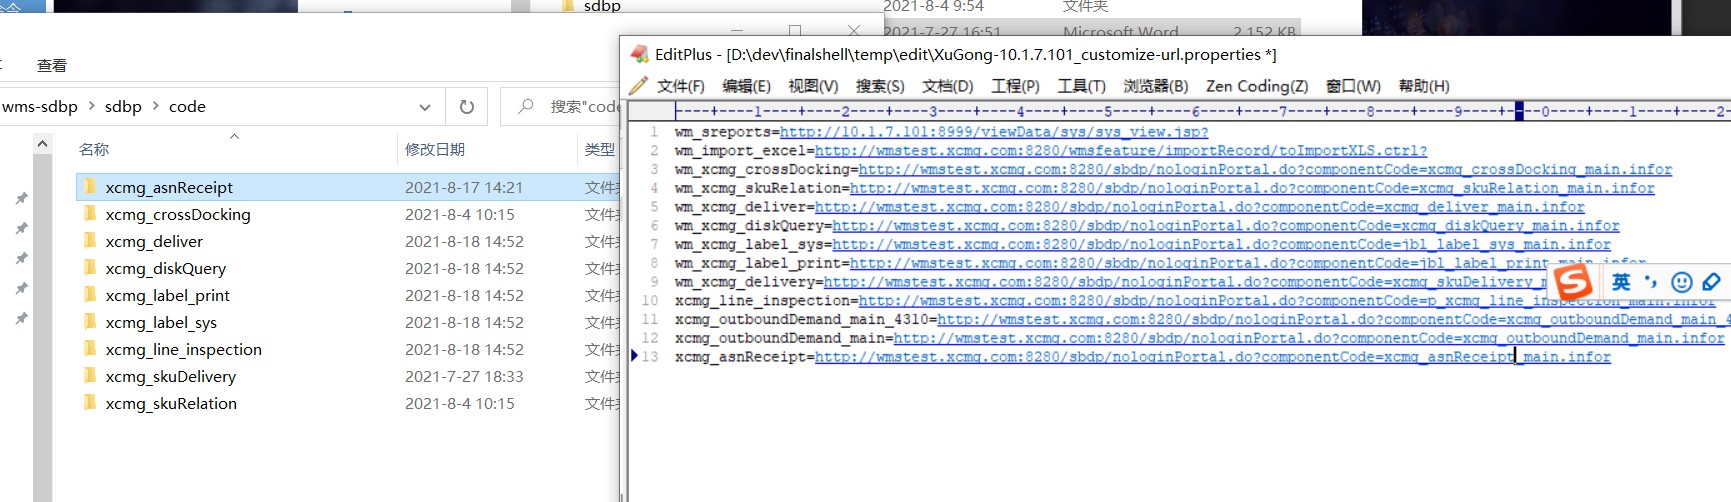 sdbp
2021-8-4 9:54 文件夹
2021-7-27 16:51 Microsoft Word 2,152 KB
查看
wms-sdbp > sdbp > code
搜索"code
名称 修改日期 类型
xcmg_asnReceipt 2021-8-17 14:21 文件夹
xcmg_crossDocking 2021-8-4 10:15 文件夹
xcmg_deliver 2021-8-18 14:52 文件夹
xcmg_diskQuery 2021-8-18 14:52 文件夹
xcmg_label_print 2021-8-18 14:52 文件夹
xcmg_label_sys 2021-8-18 14:52 文件夹
xcmg_line_inspection 2021-8-18 14:52 文件夹
xcmg_skuDelivery 2021-7-27 18:33 文件夹
xcmg_skuRelation 2021-8-4 10:15 文件夹
EditPlus - [D:\dev\finalshell\temp\edit\XuGong-10.1.7.101_customize-url.properties *]
文件(F) 编辑(E) 视图(V) 搜索(S) 文档(D) 工程(P) 工具(T) 浏览器(B) Zen Coding(Z) 窗口(W) 帮助(H)
----+----1----+----2----+----3----+----4----+----5----+----6----+----7----+----8----+----9----+----0----+----1----+----2-
1 wm_sreports=http://10.1.7.101:8999/viewData/sys/sys_view.jsp?
2 wm_import_excel=http://wmstest.xcmg.com:8280/wmsfeature/importRecord/toImportXLS.ctrl?
3 wm_xcmg_crossDocking=http://wmstest.xcmg.com:8280/sbdp/nologinPortal.do?componentCode=xcmg_crossDocking_main.infor
4 wm_xcmg_skuRelation=http://wmstest.xcmg.com:8280/sbdp/nologinPortal.do?componentCode=xcmg_skuRelation_main.infor
5 wm_xcmg_deliver=http://wmstest.xcmg.com:8280/sbdp/nologinPortal.do?componentCode=xcmg_deliver_main.infor
6 wm_xcmg_diskQuery=http://wmstest.xcmg.com:8280/sbdp/nologinPortal.do?componentCode=xcmg_diskQuery_main.infor
7 wm_xcmg_label_sys=http://wmstest.xcmg.com:8280/sbdp/nologinPortal.do?componentCode=jbl_label_sys_main.infor
8 wm_xcmg_label_print=http://wmstest.xcmg.com:8280/sbdp/nologinPortal.do?componentCode=jbl_label_print_main.infor
9 wm_xcmg_delivery=http://wmstest.xcmg.com:8280/sbdp/nologinPortal.do?componentCode=xcmg_skuDelivery_m
10 xcmg_line_inspection=http://wmstest.xcmg.com:8280/sbdp/nologinPortal.do?componentCode=p_xcmg_line_inspection_main.infor
11 xcmg_outboundDemand_main_4310=http://wmstest.xcmg.com:8280/sbdp/nologinPortal.do?componentCode=xcmg_outboundDemand_main_4
12 xcmg_outboundDemand_main=http://wmstest.xcmg.com:8280/sbdp/nologinPortal.do?componentCode=xcmg_outboundDemand_main.infor
13 xcmg_asnReceipt=http://wmstest.xcmg.com:8280/sbdp/nologinPortal.do?componentCode=xcmg_asnReceipt_main.infor
英